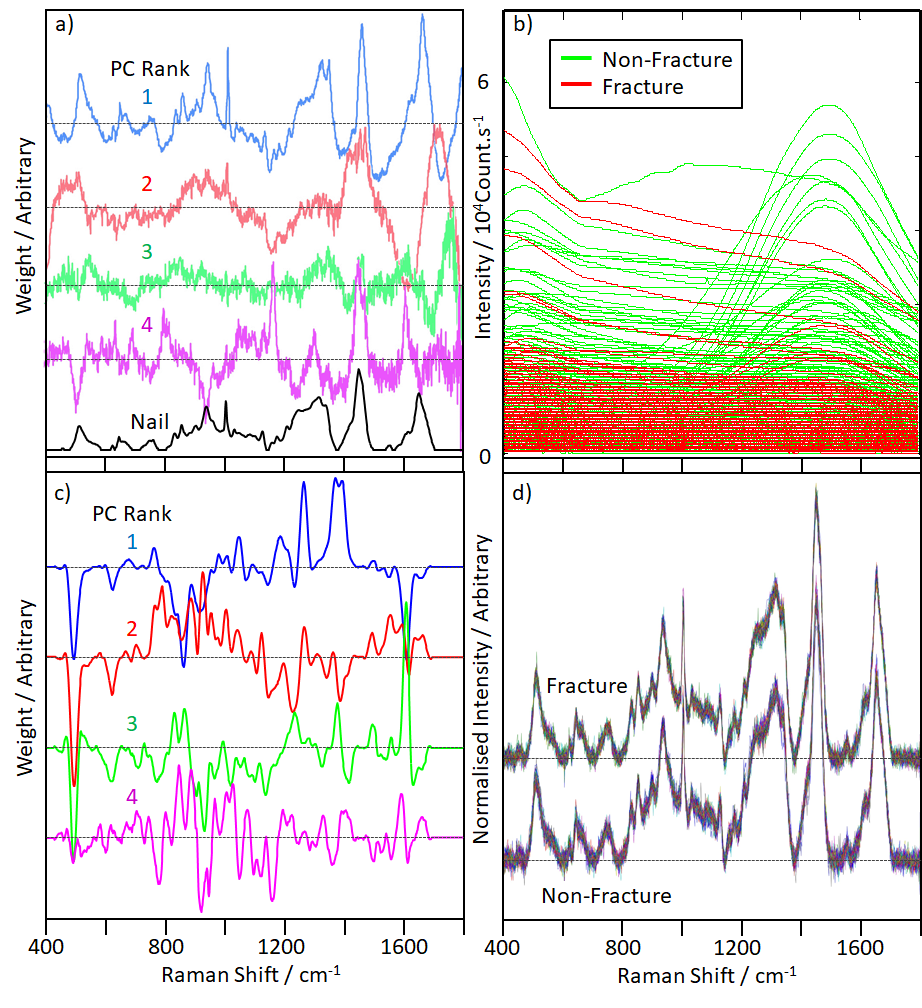 a)
PC Rank
1
2
3
4
Nail
Weight / Arbitrary
b)
Non-Fracture
Fracture
6
0
Intensity / 10⁴Count.s⁻¹
c)
PC Rank
1
2
3
4
Weight / Arbitrary
400 800 1200 1600
Raman Shift / cm⁻¹
d)
Fracture
Non-Fracture
Normalised Intensity / Arbitrary
400 800 1200 1600
Raman Shift / cm⁻¹